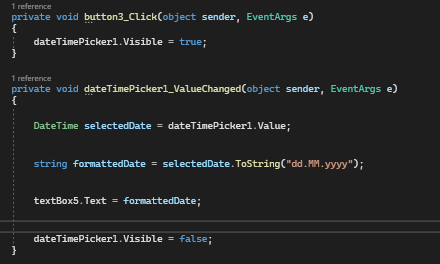 1 reference
private void button3_Click(object sender, EventArgs e)
{
dateTimePicker1.Visible = true;
}
1 reference
private void dateTimePicker1_ValueChanged(object sender, EventArgs e)
{
DateTime selectedDate = dateTimePicker1.Value;
string formattedDate = selectedDate.ToString("dd.MM.yyyy");
textBox5.Text = formattedDate;
dateTimePicker1.Visible = false;
}